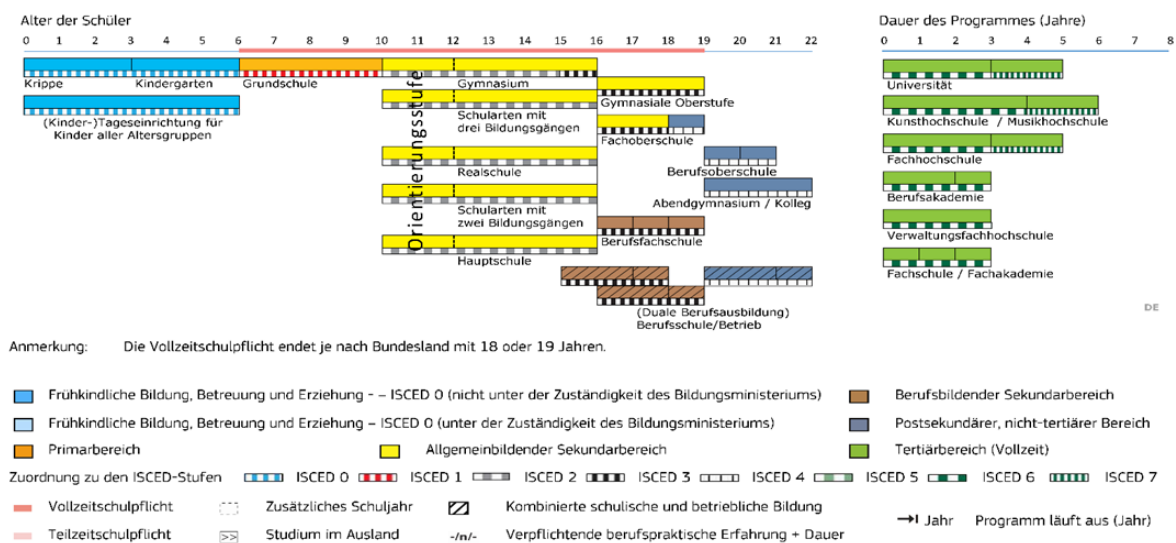 Alter der Schüler
Dauer des Programmes (Jahre)
0 1 2 3 4 5 6 7 8 9 10 11 12 13 14 15 16 17 18 19 20 21 22
0 1 2 3 4 5 6 7 8
Krippe
Kindergarten
Grundschule
Gymnasium
Orientierungsstufe
(Kinder-)Tageseinrichtung für
Kinder aller Altersgruppen
Schularten mit
drei Bildungsgängen
Realschule
Schularten mit
zwei Bildungsgängen
Hauptschule
Gymnasiale Oberstufe
Fachoberschule
Berufsoberschule
Abendgymnasium / Kolleg
Berufsfachschule
(Duale Berufsausbildung)
Berufsschule/Betrieb
Universität
Kunsthochschule / Musikhochschule
Fachhochschule
Berufsakademie
Verwaltungsfachhochschule
Fachschule / Fachakademie
DE
Anmerkung: Die Vollzeitschulpflicht endet je nach Bundesland mit 18 oder 19 Jahren.
Frühkindliche Bildung, Betreuung und Erziehung - – ISCED 0 (nicht unter der Zuständigkeit des Bildungsministeriums)
Berufsbildender Sekundarbereich
Frühkindliche Bildung, Betreuung und Erziehung – ISCED 0 (unter der Zuständigkeit des Bildungsministeriums)
Postsekundärer, nicht-tertiärer Bereich
Primarbereich
Allgemeinbildender Sekundarbereich
Tertiärbereich (Vollzeit)
Zuordnung zu den ISCED-Stufen ISCED 0 ISCED 1 ISCED 2 ISCED 3 ISCED 4 ISCED 5 ISCED 6 ISCED 7
Vollzeitschulpflicht
Zusätzliches Schuljahr
Kombinierte schulische und betriebliche Bildung
Jahr Programm läuft aus (Jahr)
Teilzeitschulpflicht
>> Studium im Ausland
-/n/- Verpflichtende berufspraktische Erfahrung + Dauer